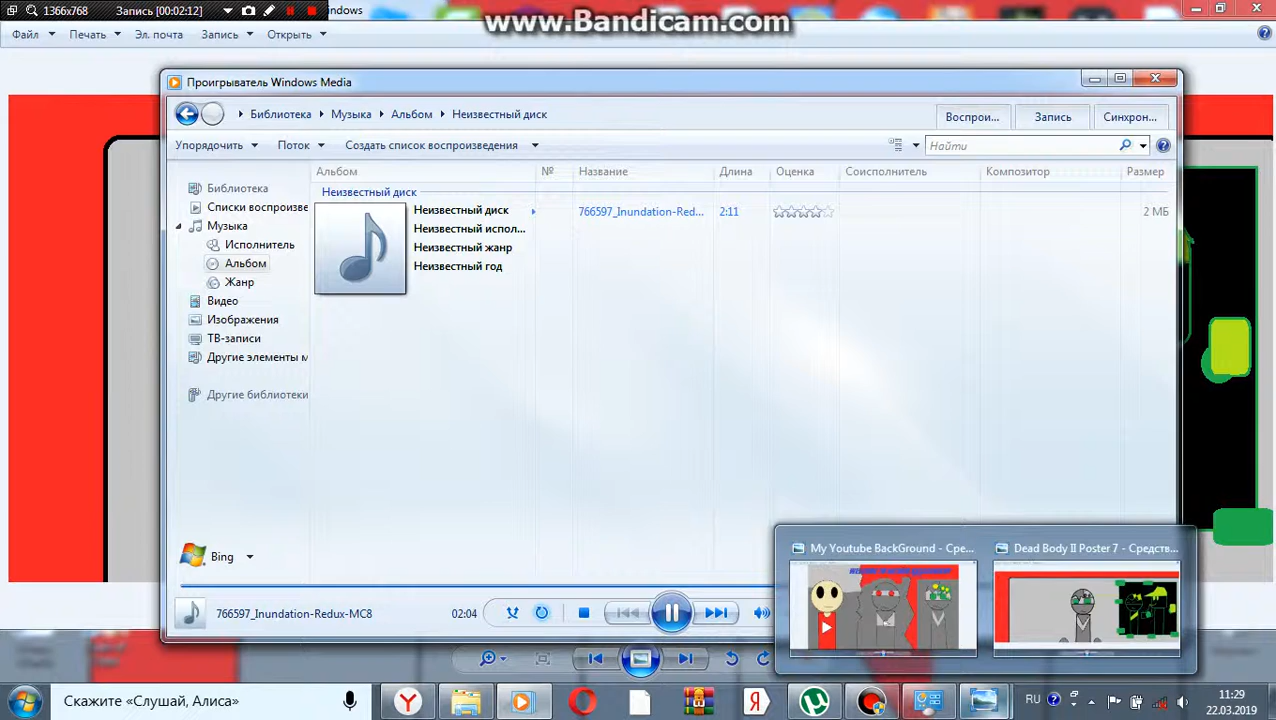 1366x768 Запись [00:02:12] indows
www.Bandicam.com
Файл Печать Эл. почта Запись Открыть
Проигрыватель Windows Media
Библиотека Музыка Альбом Неизвестный диск
Воспрои... Запись Синхрон...
Упорядочить Поток Создать список воспроизведения Найти
Альбом № Название Длина Оценка Соисполнитель Композитор Размер
Библиотека
Списки воспроизве
Музыка
Исполнитель
Альбом
Жанр
Видео
Изображения
ТВ-записи
Другие элементы м
Другие библиотеки
Неизвестный диск
Неизвестный диск 766597_Inundation-Red... 2:11 2 МБ
Неизвестный испол...
Неизвестный жанр
Неизвестный год
Bing
My Youtube BackGround - Сре... Dead Body II Poster 7 - Средств...
766597_Inundation-Redux-MC8 02:04
Скажите «Слушай, Алиса»
RU 11:29
22.03.2019